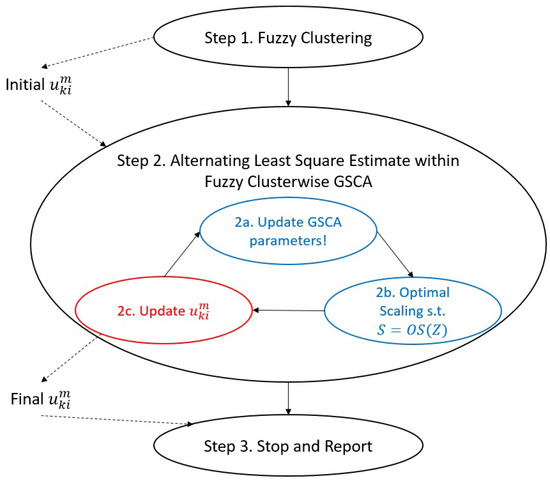 Step 1. Fuzzy Clustering
Initial $u_{ki}^{m}$
Step 2. Alternating Least Square Estimate within
Fuzzy Clusterwise GSCA
2a. Update GSCA
parameters!
2b. Optimal
Scaling s.t.
$S = OS(Z)$
2c. Update $u_{ki}^{m}$
Final $u_{ki}^{m}$
Step 3. Stop and Report